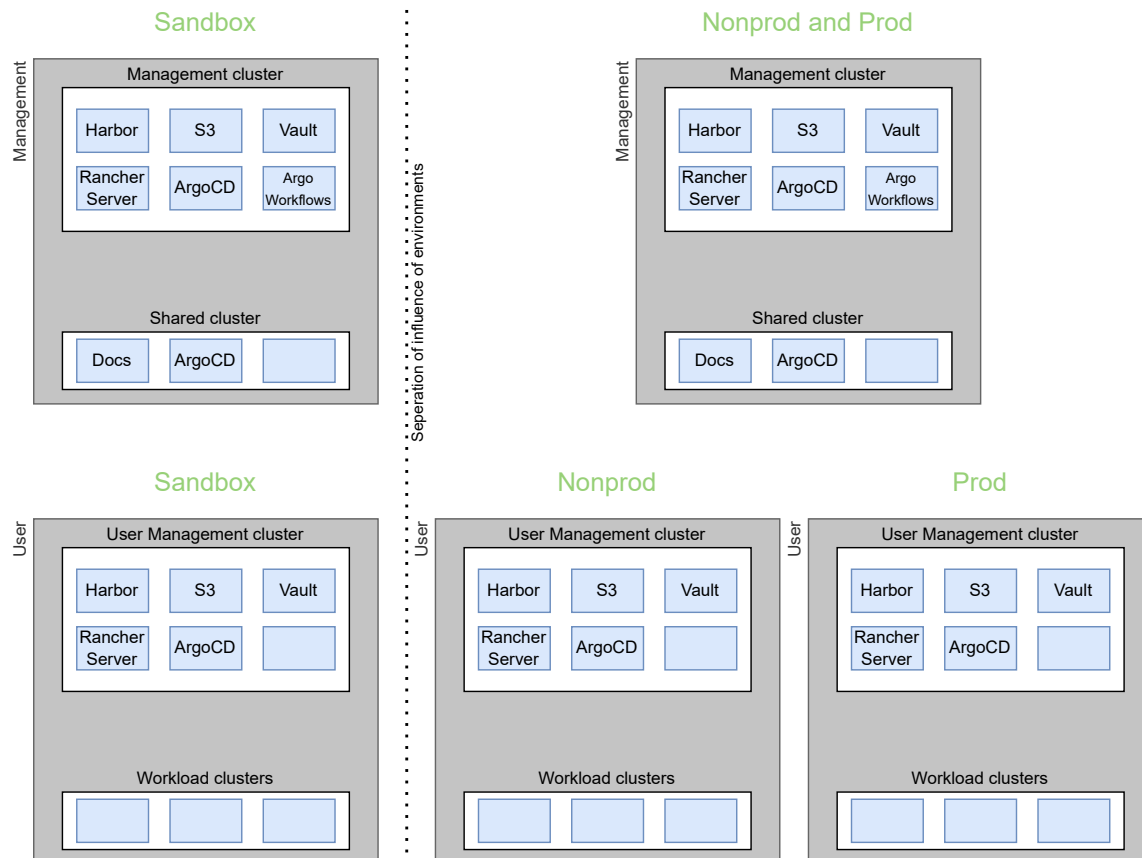 Sandbox
Management
Management cluster
Harbor
S3
Vault
Rancher
Server
ArgoCD
Argo
Workflows
Shared cluster
Docs
ArgoCD
Seperation of influence of environments
Nonprod and Prod
Management
Management cluster
Harbor
S3
Vault
Rancher
Server
ArgoCD
Argo
Workflows
Shared cluster
Docs
ArgoCD
Sandbox
User
User Management cluster
Harbor
S3
Vault
Rancher
Server
ArgoCD
Workload clusters
Nonprod
User
User Management cluster
Harbor
S3
Vault
Rancher
Server
ArgoCD
Workload clusters
Prod
User
User Management cluster
Harbor
S3
Vault
Rancher
Server
ArgoCD
Workload clusters